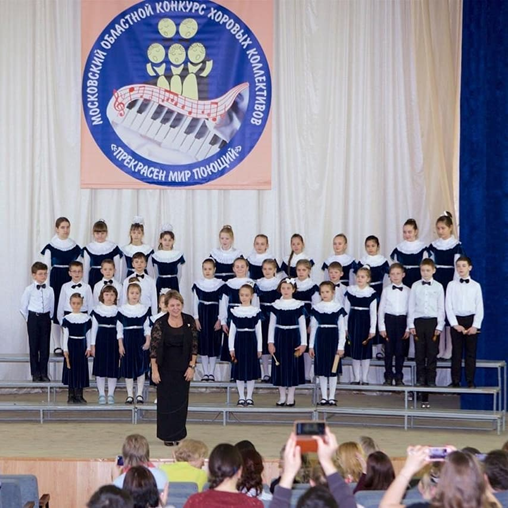 МОСКОВСКИЙ ОБЛАСТНОЙ КОНКУРС ХОРОВЫХ КОЛЛЕКТИВОВ
«ПРЕКРАСЕН МИР ПОЮЩИЙ»